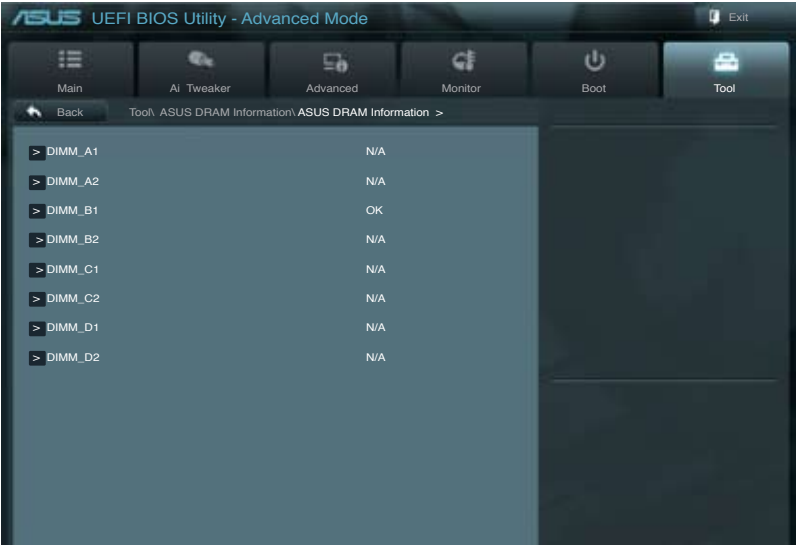 ASUS UEFI BIOS Utility - Advanced Mode Exit
Main Ai Tweaker Advanced Monitor Boot Tool
Back Tool\ ASUS DRAM Information\ ASUS DRAM Information >
> DIMM_A1 N/A
> DIMM_A2 N/A
> DIMM_B1 OK
> DIMM_B2 N/A
> DIMM_C1 N/A
> DIMM_C2 N/A
> DIMM_D1 N/A
> DIMM_D2 N/A